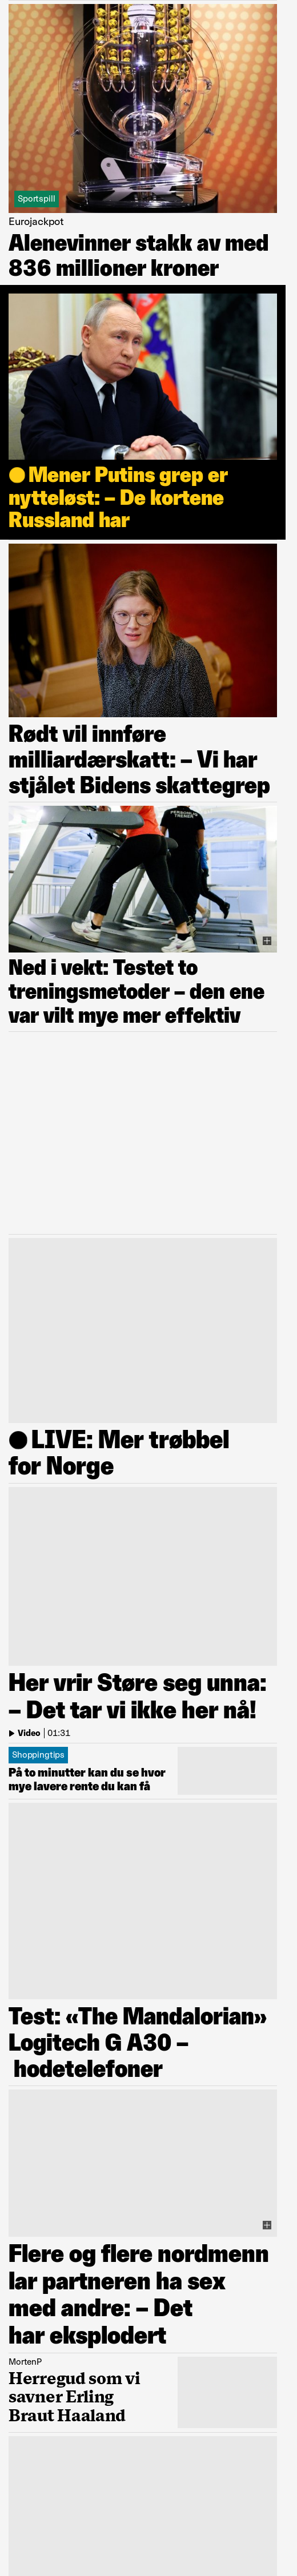 Sportspill
Eurojackpot
Alenevinner stakk av med
836 millioner kroner
Mener Putins grep er
nytteløst: – De kortene
Russland har
Rødt vil innføre
milliardærskatt: – Vi har
stjålet Bidens skattegrep
PERSONLIG
TRENER
Ned i vekt: Testet to
treningsmetoder – den ene
var vilt mye mer effektiv
LIVE: Mer trøbbel
for Norge
Her vrir Støre seg unna:
– Det tar vi ikke her nå!
Video | 01:31
Shoppingtips
På to minutter kan du se hvor
mye lavere rente du kan få
Test: «The Mandalorian»
Logitech G A30 –
hodetelefoner
Flere og flere nordmenn
lar partneren ha sex
med andre: – Det
har eksplodert
MortenP
Herregud som vi
savner Erling
Braut Haaland